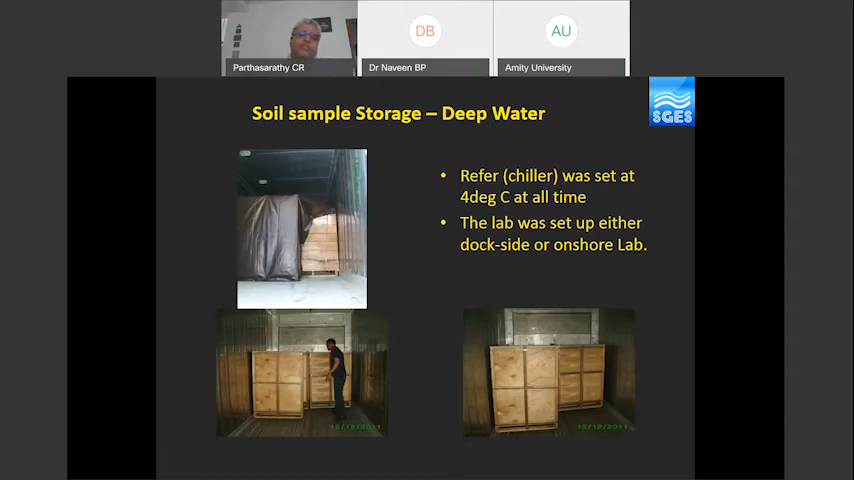 DB
AU
Parthasarathy CR
Dr Naveen BP
Amity University
Soil sample Storage – Deep Water
SGES
• Refer (chiller) was set at
4deg C at all time
• The lab was set up either
dock-side or onshore Lab.
15/12/2011
15/12/2011